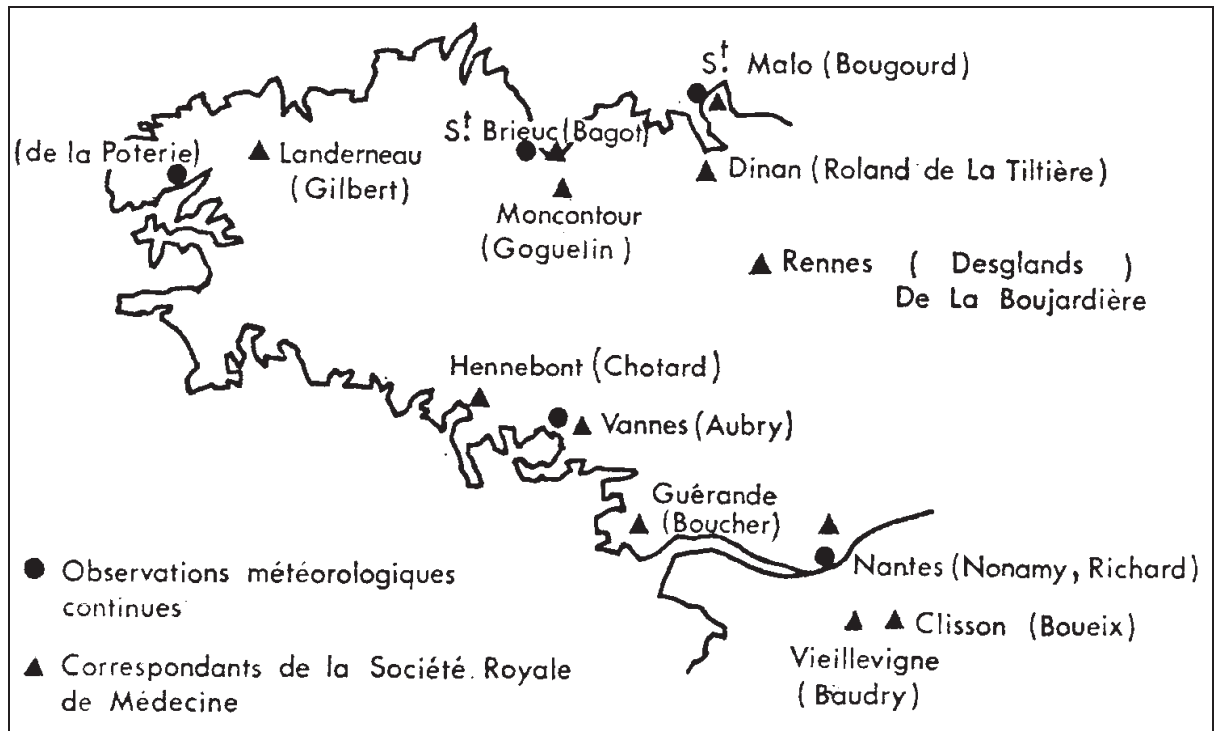 St. Malo (Bougourd)
St. Brieuc (Bagot)
(de la Poterie)
Landerneau
(Gilbert)
Dinan (Roland de La Tiltière)
Moncontour
(Goguelin)
Rennes ( Desglands )
De La Boujardière
Hennebont (Chotard)
Vannes (Aubry)
Guérande
(Boucher)
Nantes (Nonamy, Richard)
Clisson (Boueix)
Vieillevigne
(Baudry)
Observations météorologiques
continues
Correspondants de la Société. Royale
de Médecine